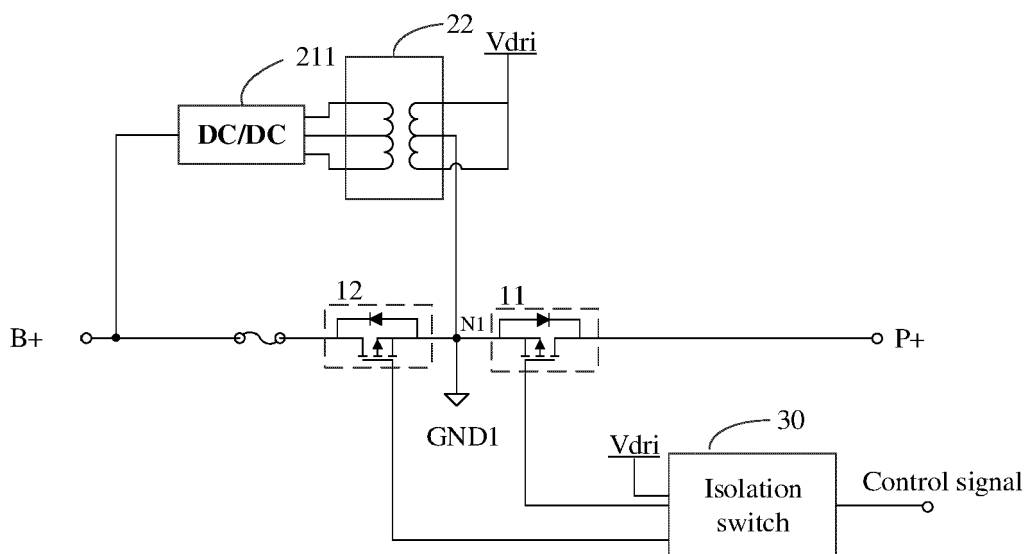 22
Vdri
211
DC/DC
12
11
B+
N1
P+
GND1
30
Vdri
Isolation
switch
Control signal